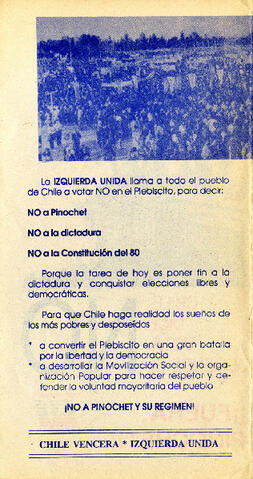 La IZQUIERDA UNIDA llama a todo el pueblo
de Chile a votar NO en el Plebiscito, para decir:
NO a Pinochet
NO a la dictadura
NO a la Constitución del 80
Porque la tarea de hoy es poner fin a la
dictadura y conquistar elecciones libres y
democráticas.
Para que Chile haga realidad los sueños de
los más pobres y desposeídos
* a convertir el Plebiscito en una gran batalla
por la libertad y la democracia
* a desarrollar la Movilización Social y la orga-
nización Popular para hacer respetar y de-
fender la voluntad mayoritaria del pueblo
¡NO A PINOCHET Y SU REGIMEN!
CHILE VENCERA * IZQUIERDA UNIDA